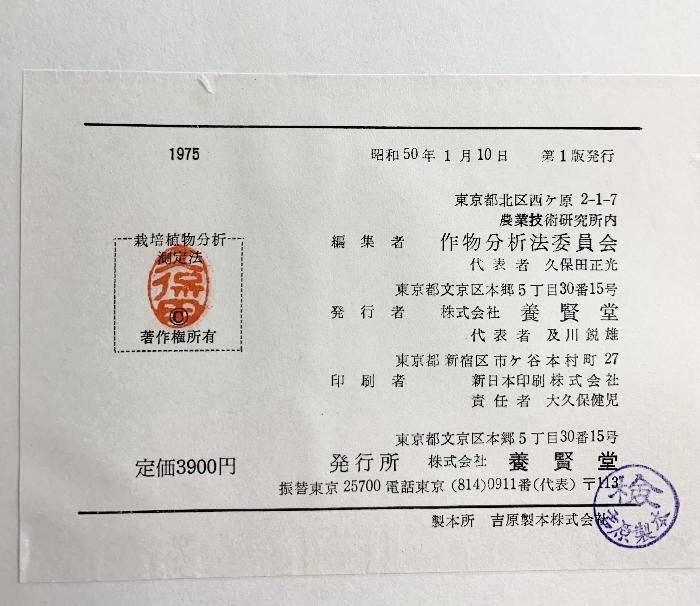 1975 昭和50年1月10日 第1版発行
東京都北区西ケ原 2-1-7
農業技術研究所内
編集者 作物分析法委員会
代表者 久保田正光
栽培植物分析
測定法
©
著作権所有
東京都文京区本郷5丁目30番15号
発行者 株式会社 養賢堂
代表者 及川鋭雄
東京都新宿区市ケ谷本村町 27
印刷者 新日本印刷株式会社
責任者 大久保健児
東京都文京区本郷5丁目30番15号
定価3900円 発行所 株式会社 養賢堂
振替東京 25700 電話東京 (814)0911番(代表) 〒113
製本所 吉原製本株式会社
検
吉原製本